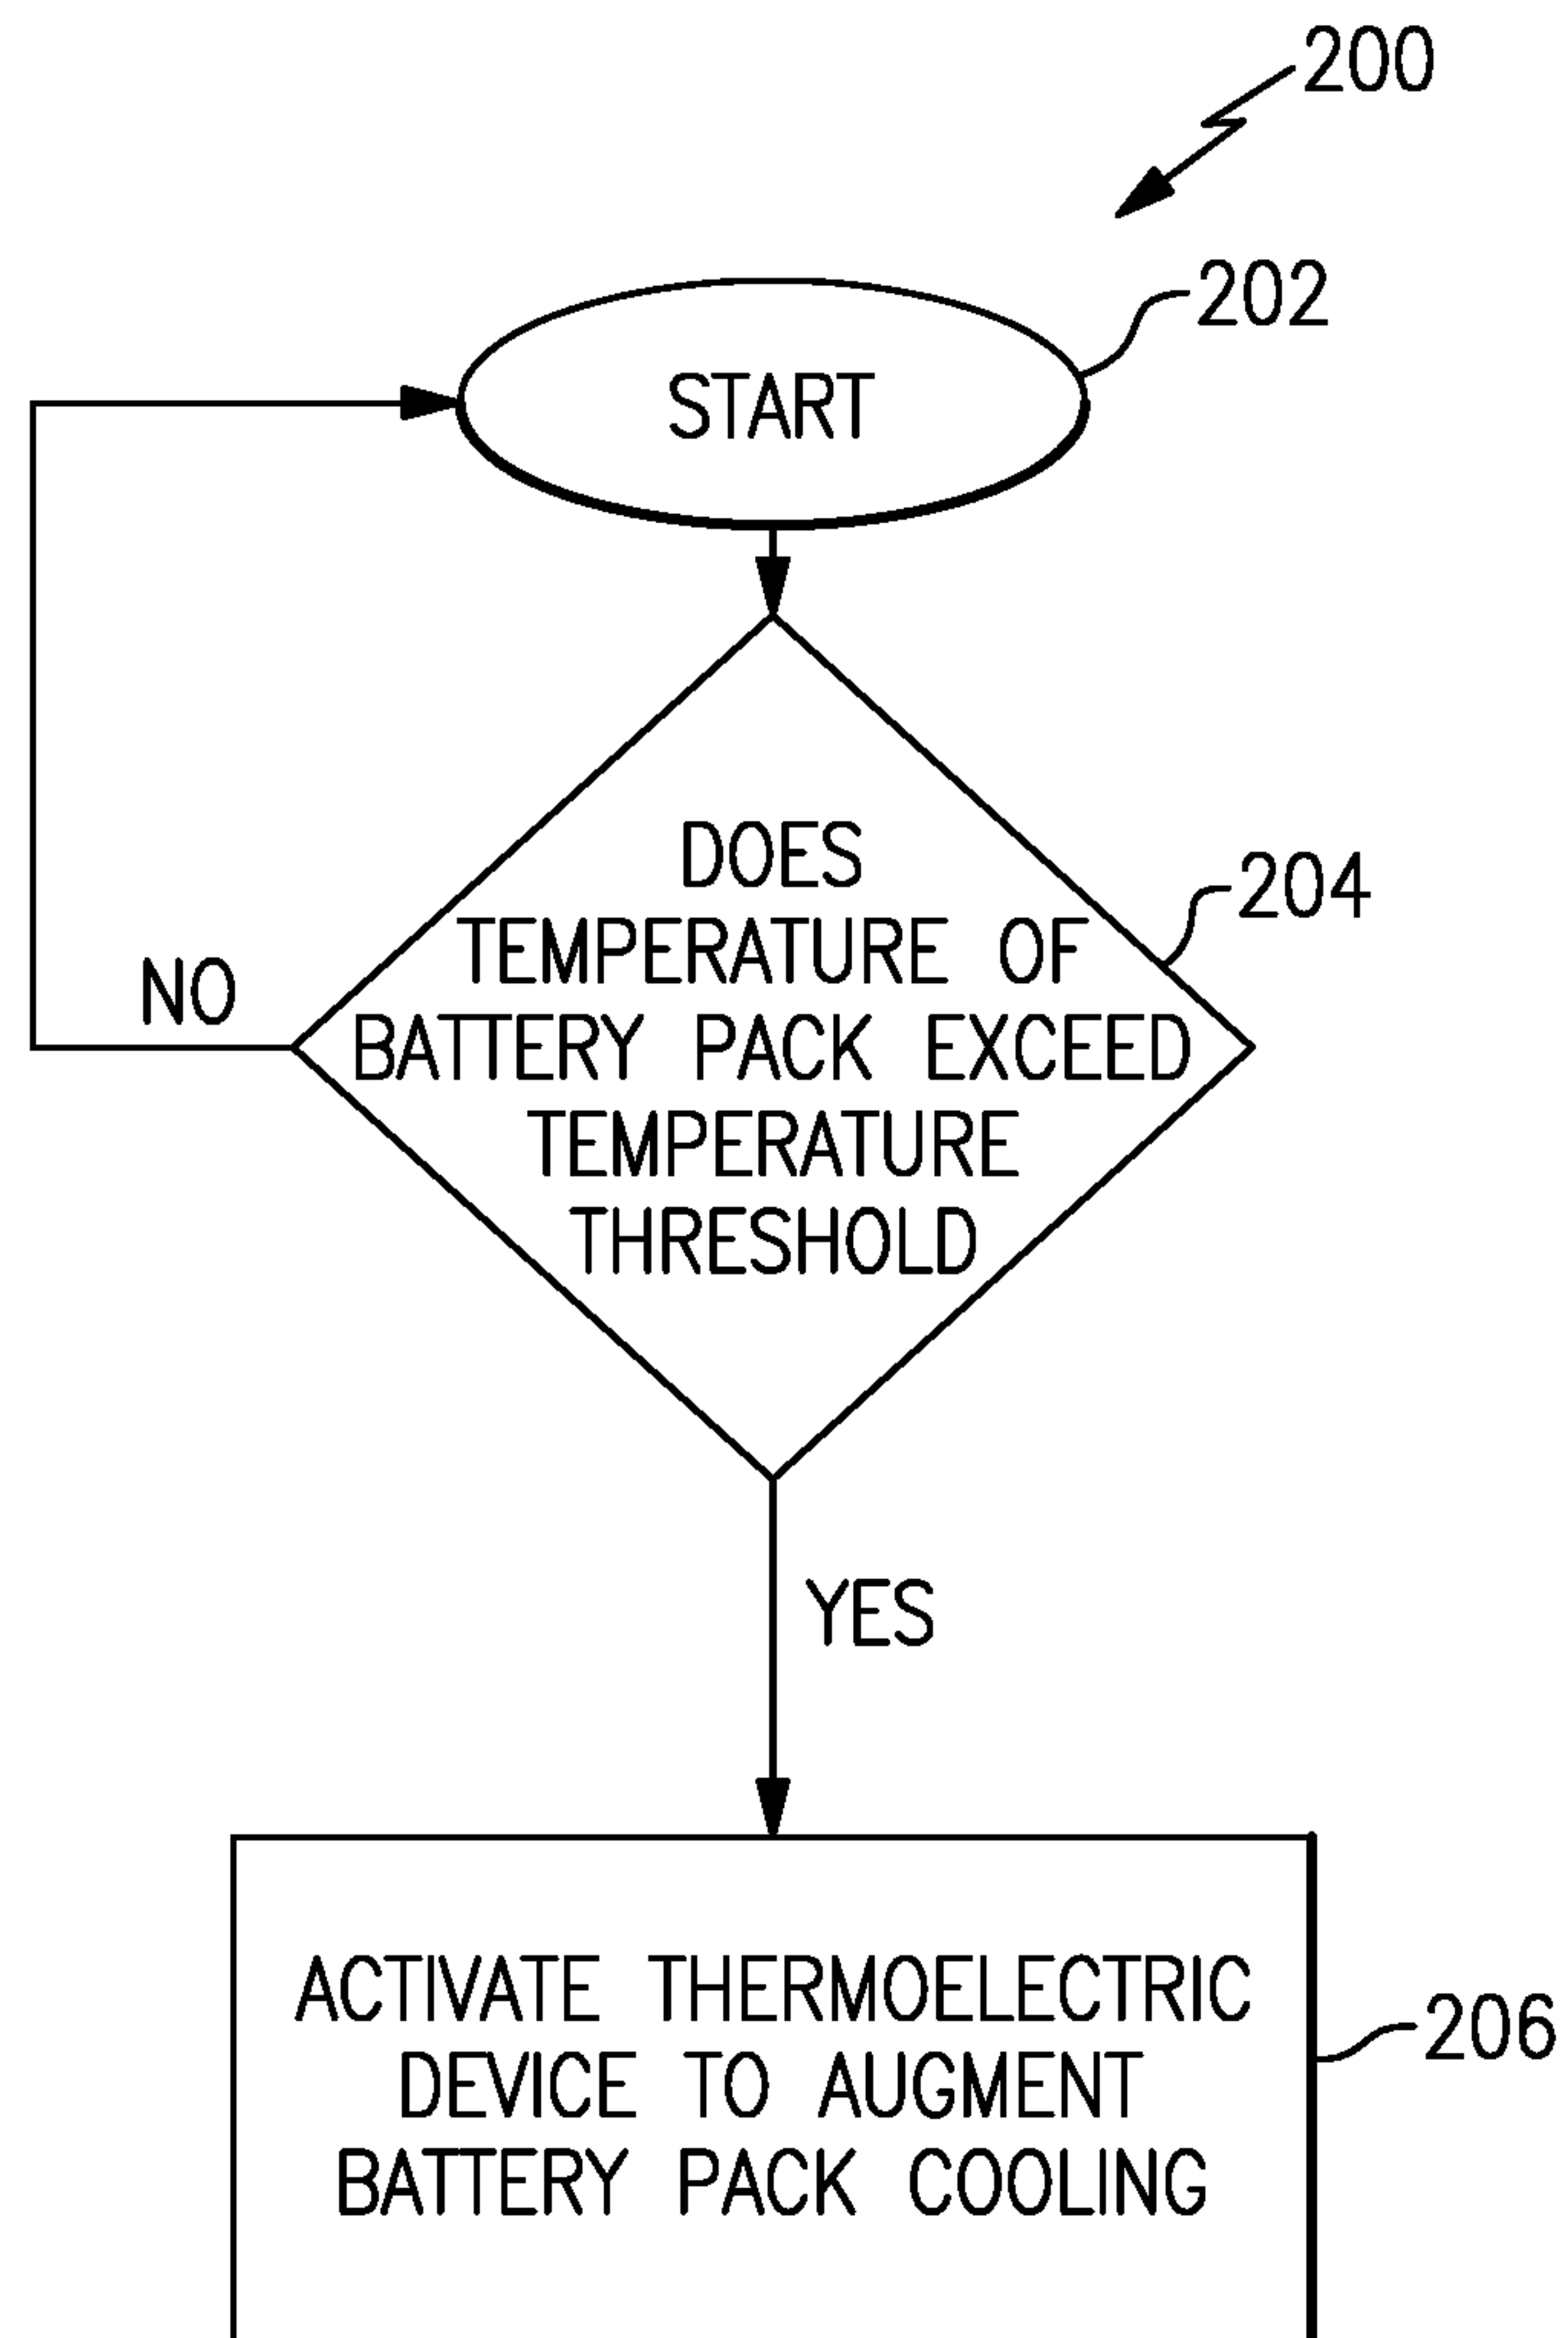 200
202
START
DOES
TEMPERATURE OF
BATTERY PACK EXCEED
TEMPERATURE
THRESHOLD
204
NO
YES
ACTIVATE THERMOELECTRIC
DEVICE TO AUGMENT
BATTERY PACK COOLING
206